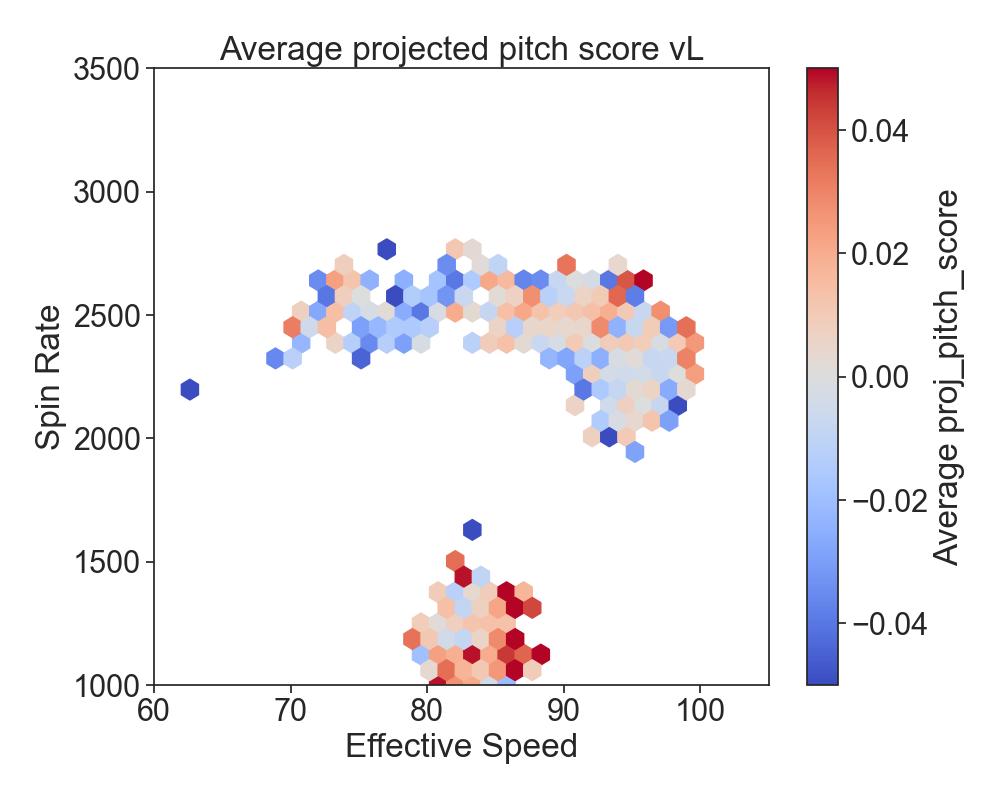 Average projected pitch score vL
3500
3000
2500
2000
1500
1000
Spin Rate
60 70 80 90 100
Effective Speed
0.04
0.02
0.00
−0.02
−0.04
Average proj_pitch_score